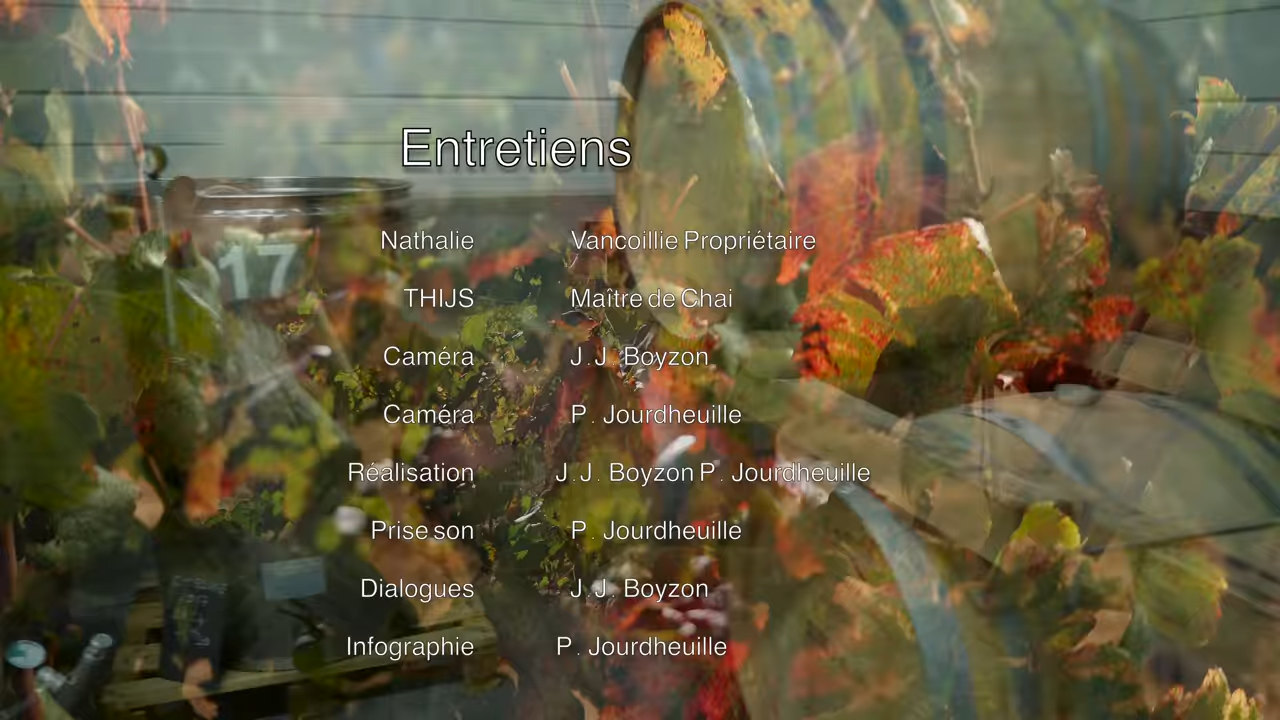 Entretiens
17
Nathalie Vancoillie Propriétaire
THIJS Maître de Chai
Caméra J.J. Boyzon
Caméra P. Jourdheuille
Réalisation J.J. Boyzon P. Jourdheuille
Prise son P. Jourdheuille
Dialogues J.J. Boyzon
Infographie P. Jourdheuille